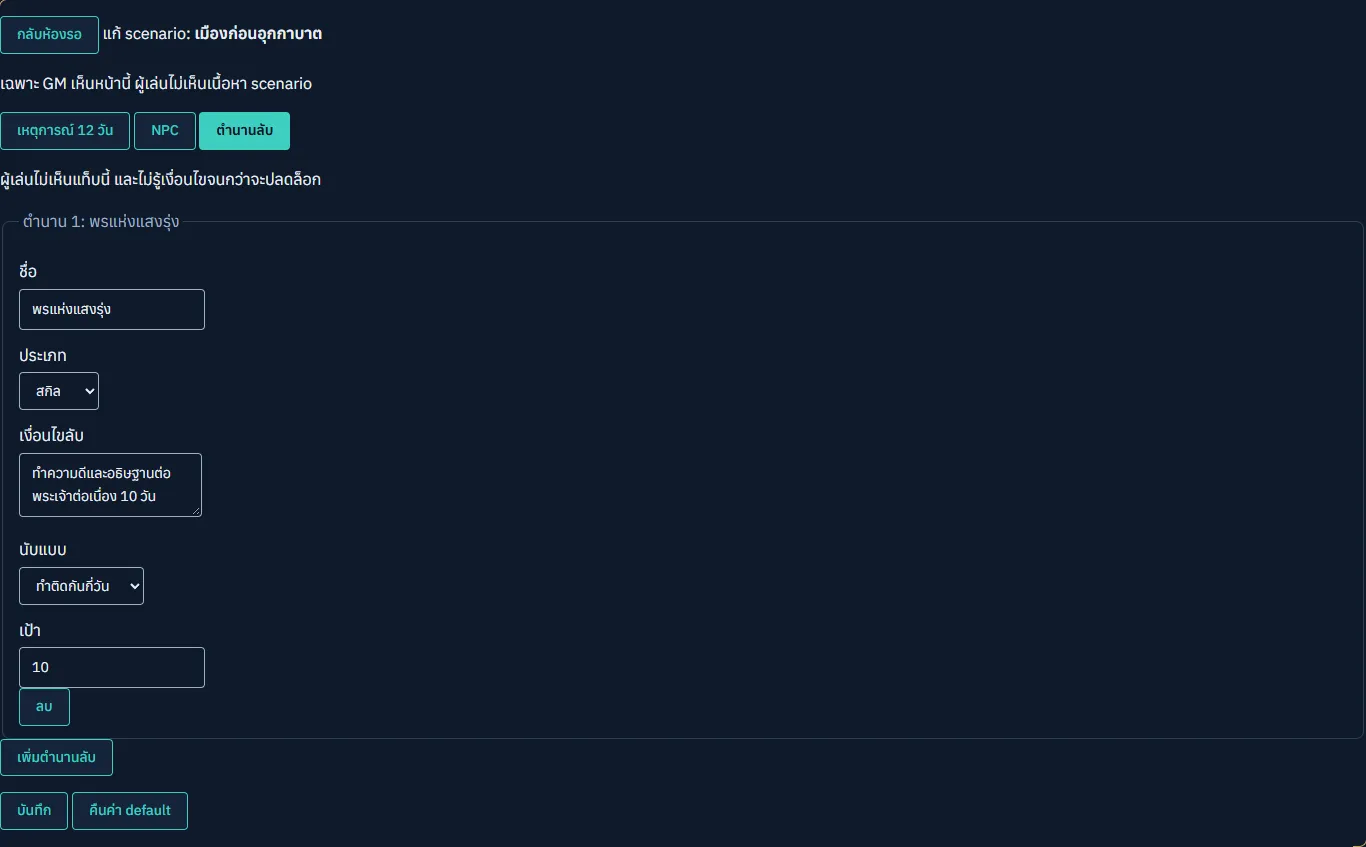 กลับห้องรอ แก้ scenario: เมืองก่อนอุกกาบาต
เฉพาะ GM เห็นหน้านี้ ผู้เล่นไม่เห็นเนื้อหา scenario
เหตุการณ์ 12 วัน NPC ตำนานลับ
ผู้เล่นไม่เห็นแท็บนี้ และไม่รู้เงื่อนไขจนกว่าจะปลดล็อก
ตำนาน 1: พรแห่งแสงรุ่ง
ชื่อ
พรแห่งแสงรุ่ง
ประเภท
สกิล
เงื่อนไขลับ
ทำความดีและอธิษฐานต่อ
พระเจ้าต่อเนื่อง 10 วัน
นับแบบ
ทำติดกันกี่วัน
เป้า
10
ลบ
เพิ่มตำนานลับ
บันทึก คืนค่า default